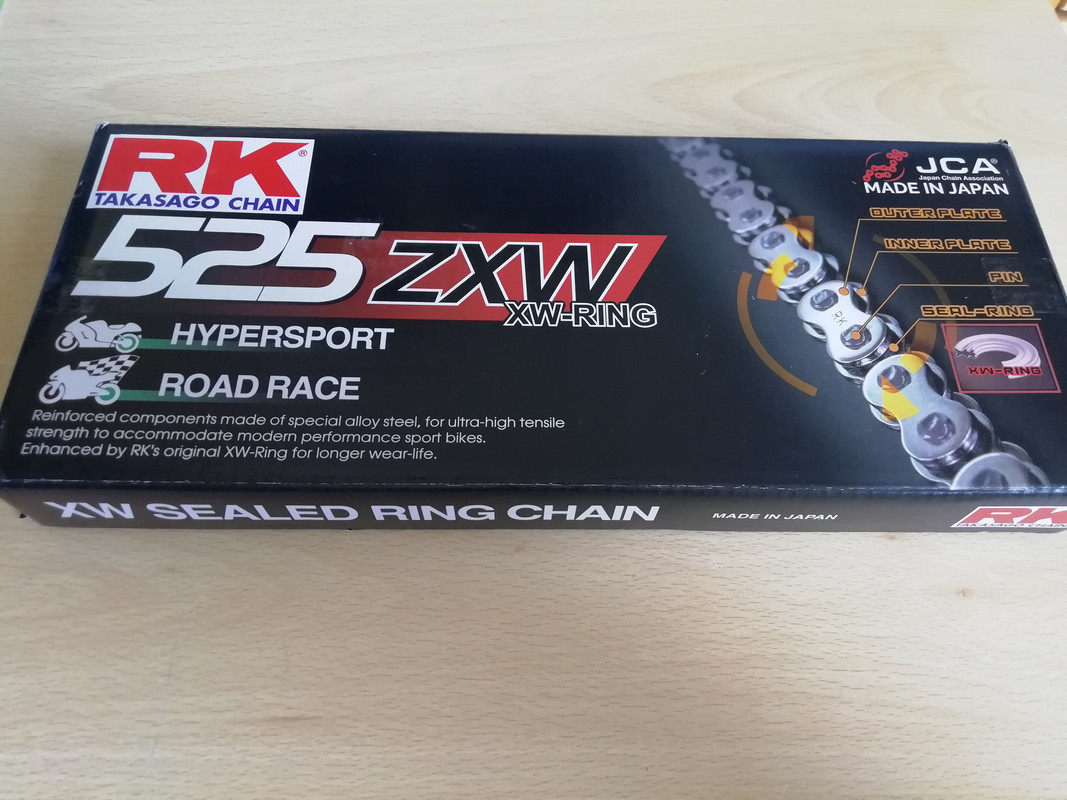 RK®
TAKASAGO CHAIN
525 ZXW
XW-RING
HYPERSPORT
ROAD RACE
Reinforced components made of special alloy steel, for ultra-high tensile
strength to accommodate modern performance sport bikes.
Enhanced by RK's original XW-Ring for longer wear-life.
JCA®
Japan Chain Association
MADE IN JAPAN
OUTER PLATE
INNER PLATE
PIN
SEAL-RING
RK
XW-RING
XW SEALED RING CHAIN
MADE IN JAPAN
RK
TAKASAGO CHAIN